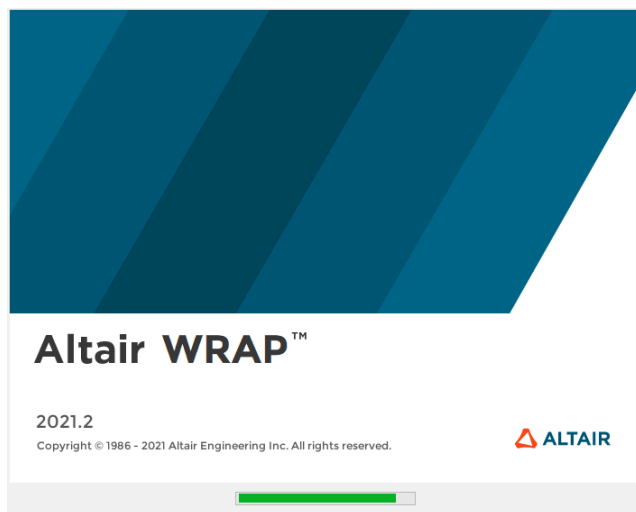 Altair WRAP™
2021.2
Copyright © 1986 - 2021 Altair Engineering Inc. All rights reserved.
ALTAIR